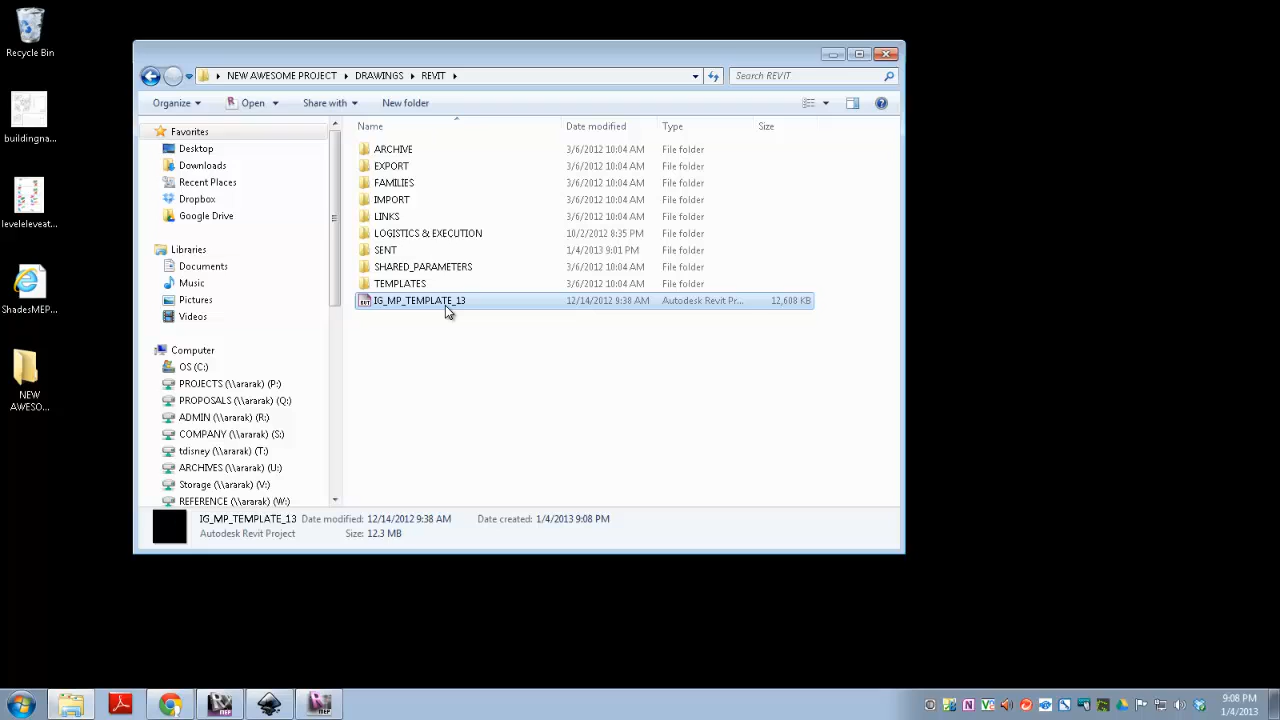 Recycle Bin
buildingna...
leveleleveat...
ShadesMEP...
NEW
AWESO...
NEW AWESOME PROJECT
DRAWINGS
REVIT
Search REVIT
Organize
Open
Share with
New folder
Favorites
Desktop
Downloads
Recent Places
Dropbox
Google Drive
Libraries
Documents
Music
Pictures
Videos
Computer
OS (C:)
PROJECTS (\\ararak) (P:)
PROPOSALS (\\ararak) (Q:)
ADMIN (\\ararak) (R:)
COMPANY (\\ararak) (S:)
tdisney (\\ararak) (T:)
ARCHIVES (\\ararak) (U:)
Storage (\\ararak) (V:)
REFERENCE (\\ararak) (W:)
Name Date modified Type Size
ARCHIVE 3/6/2012 10:04 AM File folder
EXPORT 3/6/2012 10:04 AM File folder
FAMILIES 3/6/2012 10:04 AM File folder
IMPORT 3/6/2012 10:04 AM File folder
LINKS 3/6/2012 10:04 AM File folder
LOGISTICS & EXECUTION 10/2/2012 8:35 PM File folder
SENT 1/4/2013 9:01 PM File folder
SHARED_PARAMETERS 3/6/2012 10:04 AM File folder
TEMPLATES 3/6/2012 10:04 AM File folder
IG_MP_TEMPLATE_13 12/14/2012 9:38 AM Autodesk Revit Pr... 12,608 KB
IG_MP_TEMPLATE_13 Date modified: 12/14/2012 9:38 AM Date created: 1/4/2013 9:08 PM
Autodesk Revit Project Size: 12.3 MB
9:08 PM
1/4/2013